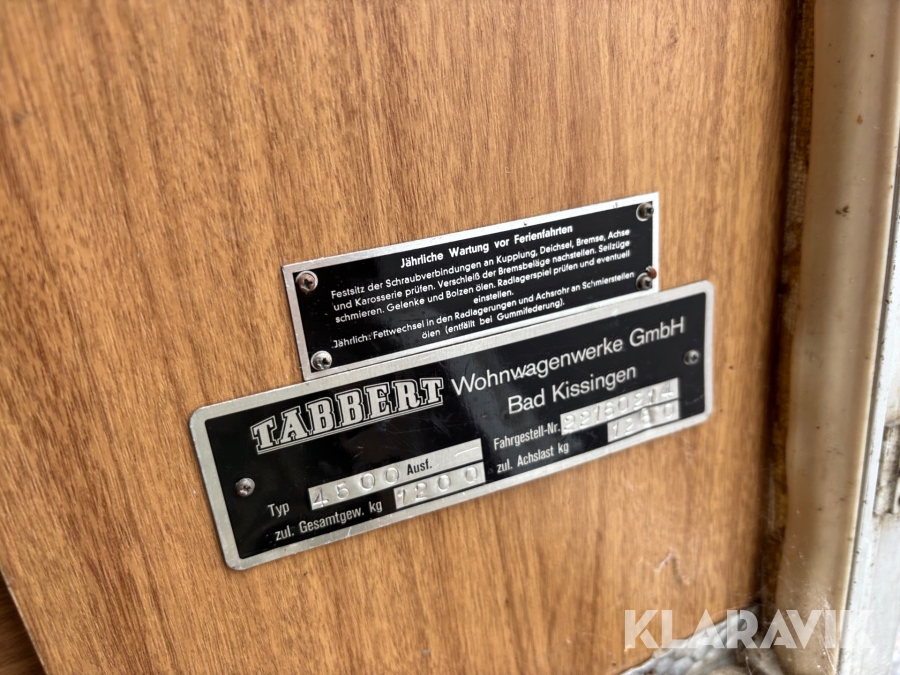 Jährliche Wartung vor Ferienfahrten
Festsitz der Schraubverbindungen an Kupplung, Deichsel, Bremse, Achse
und Karosserie prüfen. Verschleiß der Bremsbeläge nachstellen. Seilzüge
schmieren. Gelenke und Bolzen ölen. Radlagerspiel prüfen und eventuell
einstellen.
Jährlich: Fettwechsel in den Radlagerungen und Achsrohr an Schmierstellen
ölen (entfällt bei Gummifederung).
TABBERT Wohnwagenwerke GmbH
Bad Kissingen
Typ 4500 Ausf.
Fahrgestell-Nr. 22150214
zul. Gesamtgew. kg 1200
zul. Achslast kg
KLARAVIK